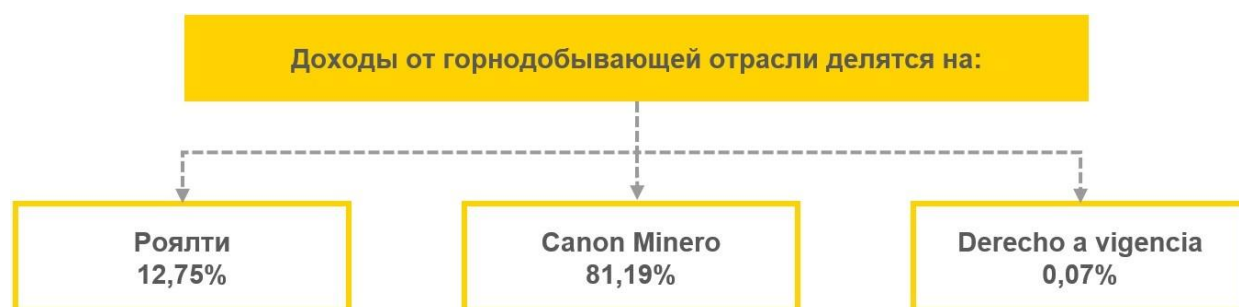 Доходы от горнодобывающей отрасли делятся на:
Роялти
12,75%
Canon Minero
81,19%
Derecho a vigencia
0,07%